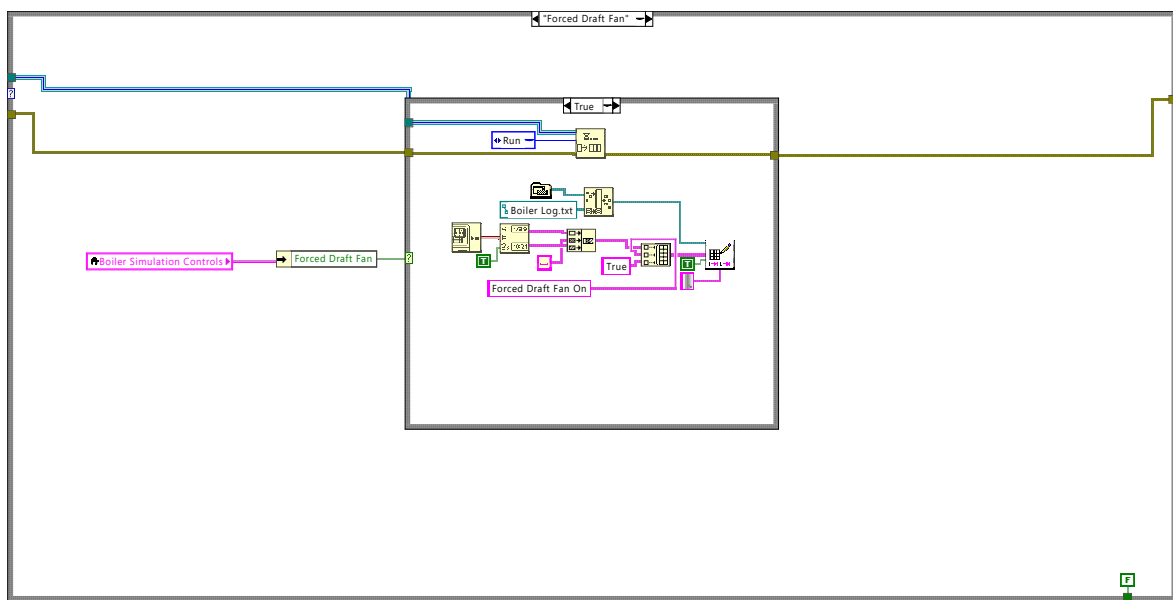 "Forced Draft Fan"
?
True
Run
Boiler Log.txt
Boiler Simulation Controls
Forced Draft Fan
?
T
True
T
Forced Draft Fan On
F